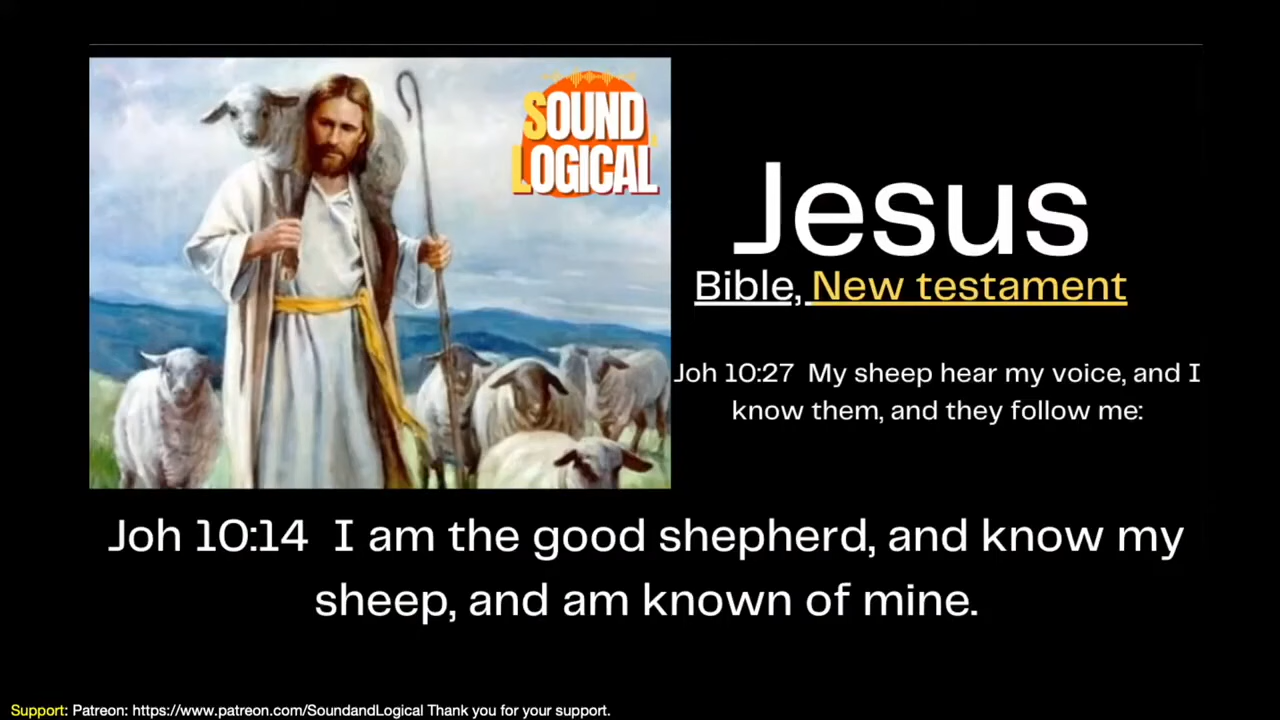 SOUND
LOGICAL
Jesus
Bible, New testament
Joh 10:27  My sheep hear my voice, and I
know them, and they follow me:
Joh 10:14  I am the good shepherd, and know my
sheep, and am known of mine.
Support: Patreon: https://www.patreon.com/SoundandLogical Thank you for your support.